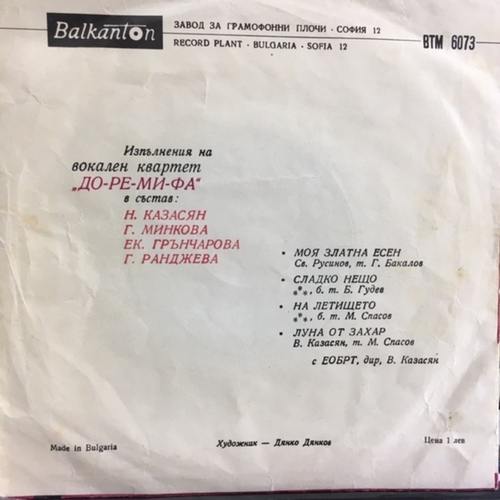 Balkanton
ЗАВОД ЗА ГРАМОФОННИ ПЛОЧИ · СОФИЯ 12
RECORD PLANT · BULGARIA · SOFIA 12
ВТМ 6073
Изпълнения на
вокален квартет
„ДО-РЕ-МИ-ФА“
в състав:
Н. КАЗАСЯН
Г. МИНКОВА
ЕК. ГРЪНЧАРОВА
Г. РАНДЖЕВА
• МОЯ ЗЛАТНА ЕСЕН
Св. Русинов, т. Г. Бакалов
• СЛАДКО НЕЩО
***, б. т. Б. Гудев
• НА ЛЕТИЩЕТО
***, б. т. М. Спасов
• ЛУНА ОТ ЗАХАР
В. Казасян, т. М. Спасов
с ЕОБРТ, дир, В. Казасян
Made in Bulgaria
Художник — Дянко Дянков
Цена 1 лев